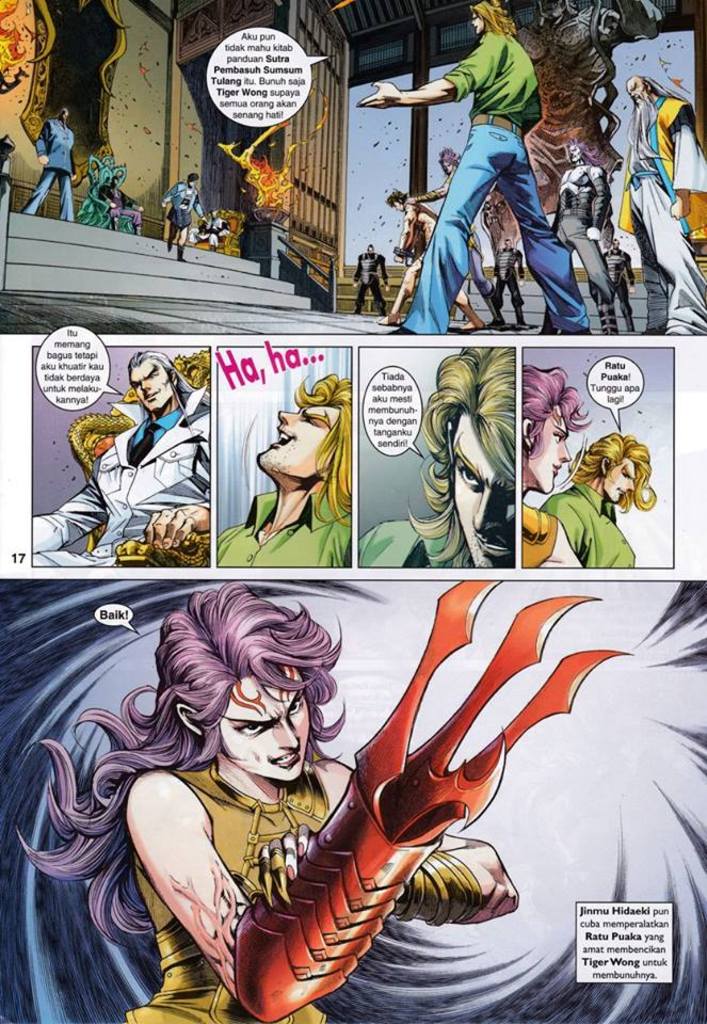 Aku pun
tidak mahu kitab
panduan Sutra
Pembasuh Sumsum
Tulang itu. Bunuh saja
Tiger Wong supaya
semua orang akan
senang hati!
Itu
memang
bagus tetapi
aku khuatir kau
tidak berdaya
untuk melaku-
kannya!
Ha, ha...
Tiada
sebabnya
aku mesti
membunuh-
nya dengan
tanganku
sendiri!
Ratu
Puaka!
Tunggu apa
lagi!
17
Baik!
Jinmu Hidaeki pun
cuba memperalatkan
Ratu Puaka yang
amat membencikan
Tiger Wong untuk
membunuhnya.